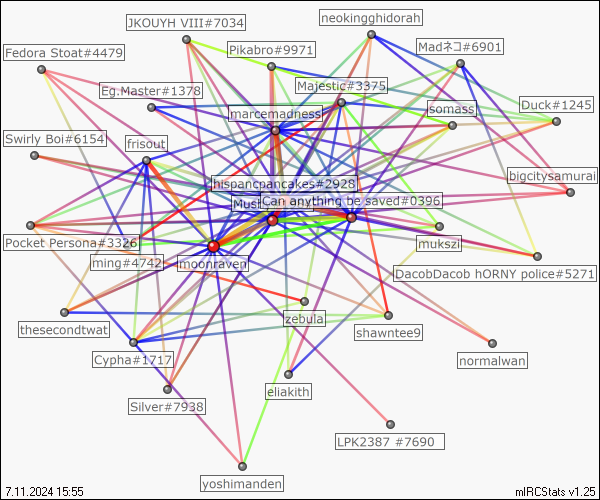 neokingghidorah
JKOUYH VIII#7034
Pikabro#9971
Madネコ#6901
Fedora Stoat#4479
Majestic#3375
Eg.Master#1378
Duck#1245
somass
marcemadness
Swirly Boi#6154
frisout
bigcitysamurai
hispancpancakes#2928
Can anything be saved#0396
Pocket Persona#3326
mukszi
ming#4742
moonraven
DacobDacob hORNY police#5271
zebula
thesecondtwat
shawntee9
Cypha#1717
normalwan
eliakith
Silver#7938
LPK2387 #7690
yoshimanden
7.11.2024 15:55
mIRCStats v1.25